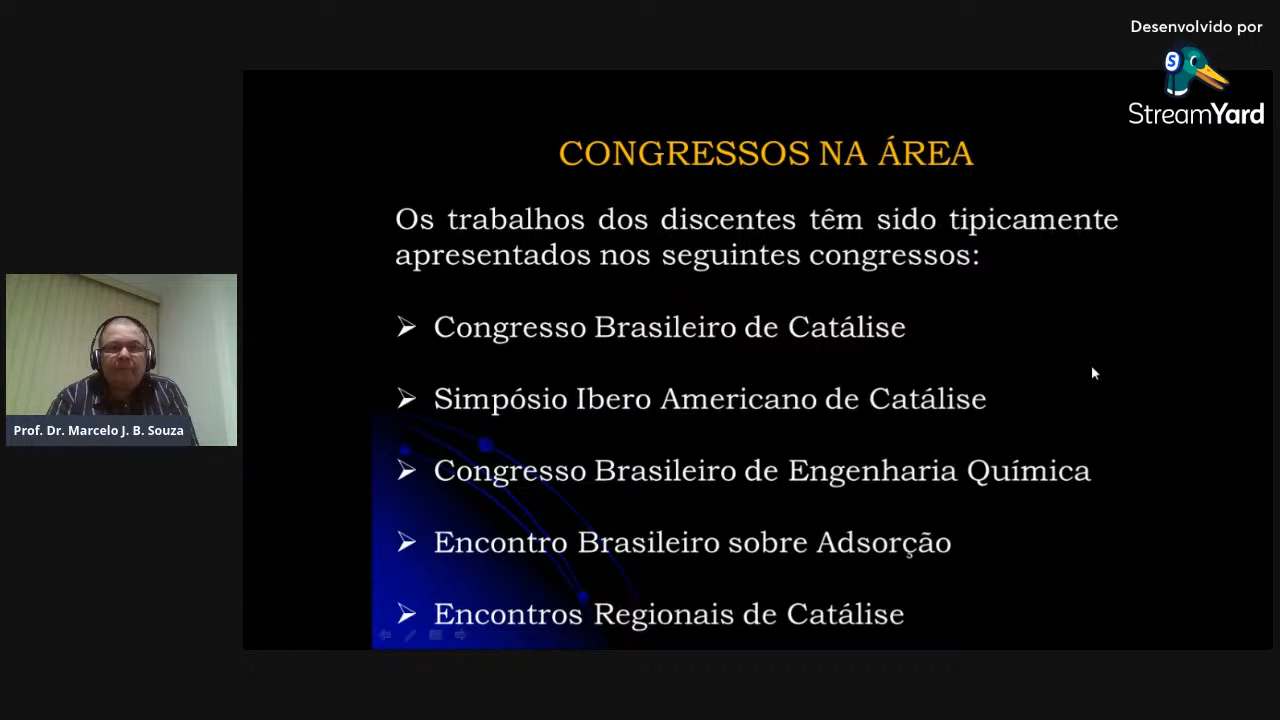 Desenvolvido por
StreamYard
CONGRESSOS NA ÁREA
Os trabalhos dos discentes têm sido tipicamente
apresentados nos seguintes congressos:
Congresso Brasileiro de Catálise
Simpósio Ibero Americano de Catálise
Congresso Brasileiro de Engenharia Química
Encontro Brasileiro sobre Adsorção
Encontros Regionais de Catálise
Prof. Dr. Marcelo J. B. Souza